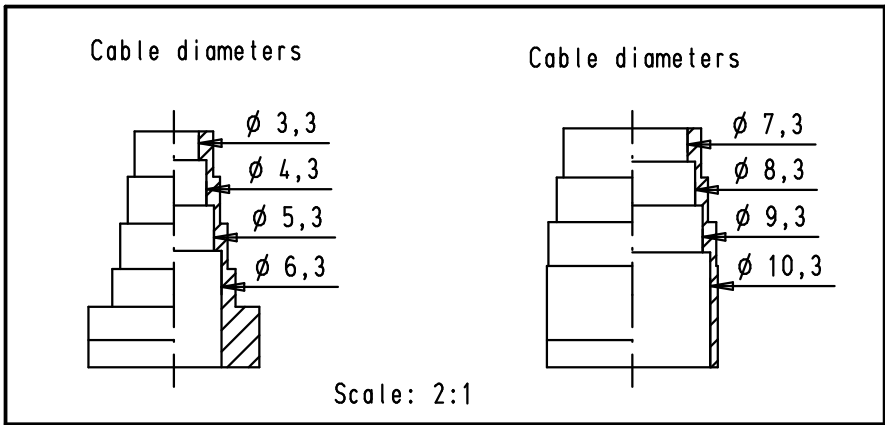 Cable diameters
ø 3,3
ø 4,3
ø 5,3
ø 6,3
Cable diameters
ø 7,3
ø 8,3
ø 9,3
ø 10,3
Scale: 2:1